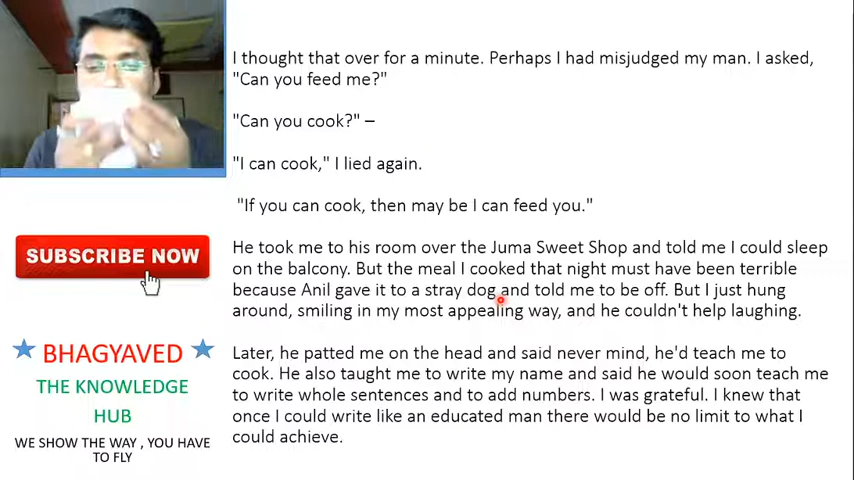 I thought that over for a minute. Perhaps I had misjudged my man. I asked,
"Can you feed me?"
"Can you cook?" –
"I can cook," I lied again.
"If you can cook, then may be I can feed you."
He took me to his room over the Juma Sweet Shop and told me I could sleep
on the balcony. But the meal I cooked that night must have been terrible
because Anil gave it to a stray dog and told me to be off. But I just hung
around, smiling in my most appealing way, and he couldn't help laughing.
Later, he patted me on the head and said never mind, he'd teach me to
cook. He also taught me to write my name and said he would soon teach me
to write whole sentences and to add numbers. I was grateful. I knew that
once I could write like an educated man there would be no limit to what I
could achieve.
SUBSCRIBE NOW
BHAGYAVED
THE KNOWLEDGE
HUB
WE SHOW THE WAY , YOU HAVE
TO FLY